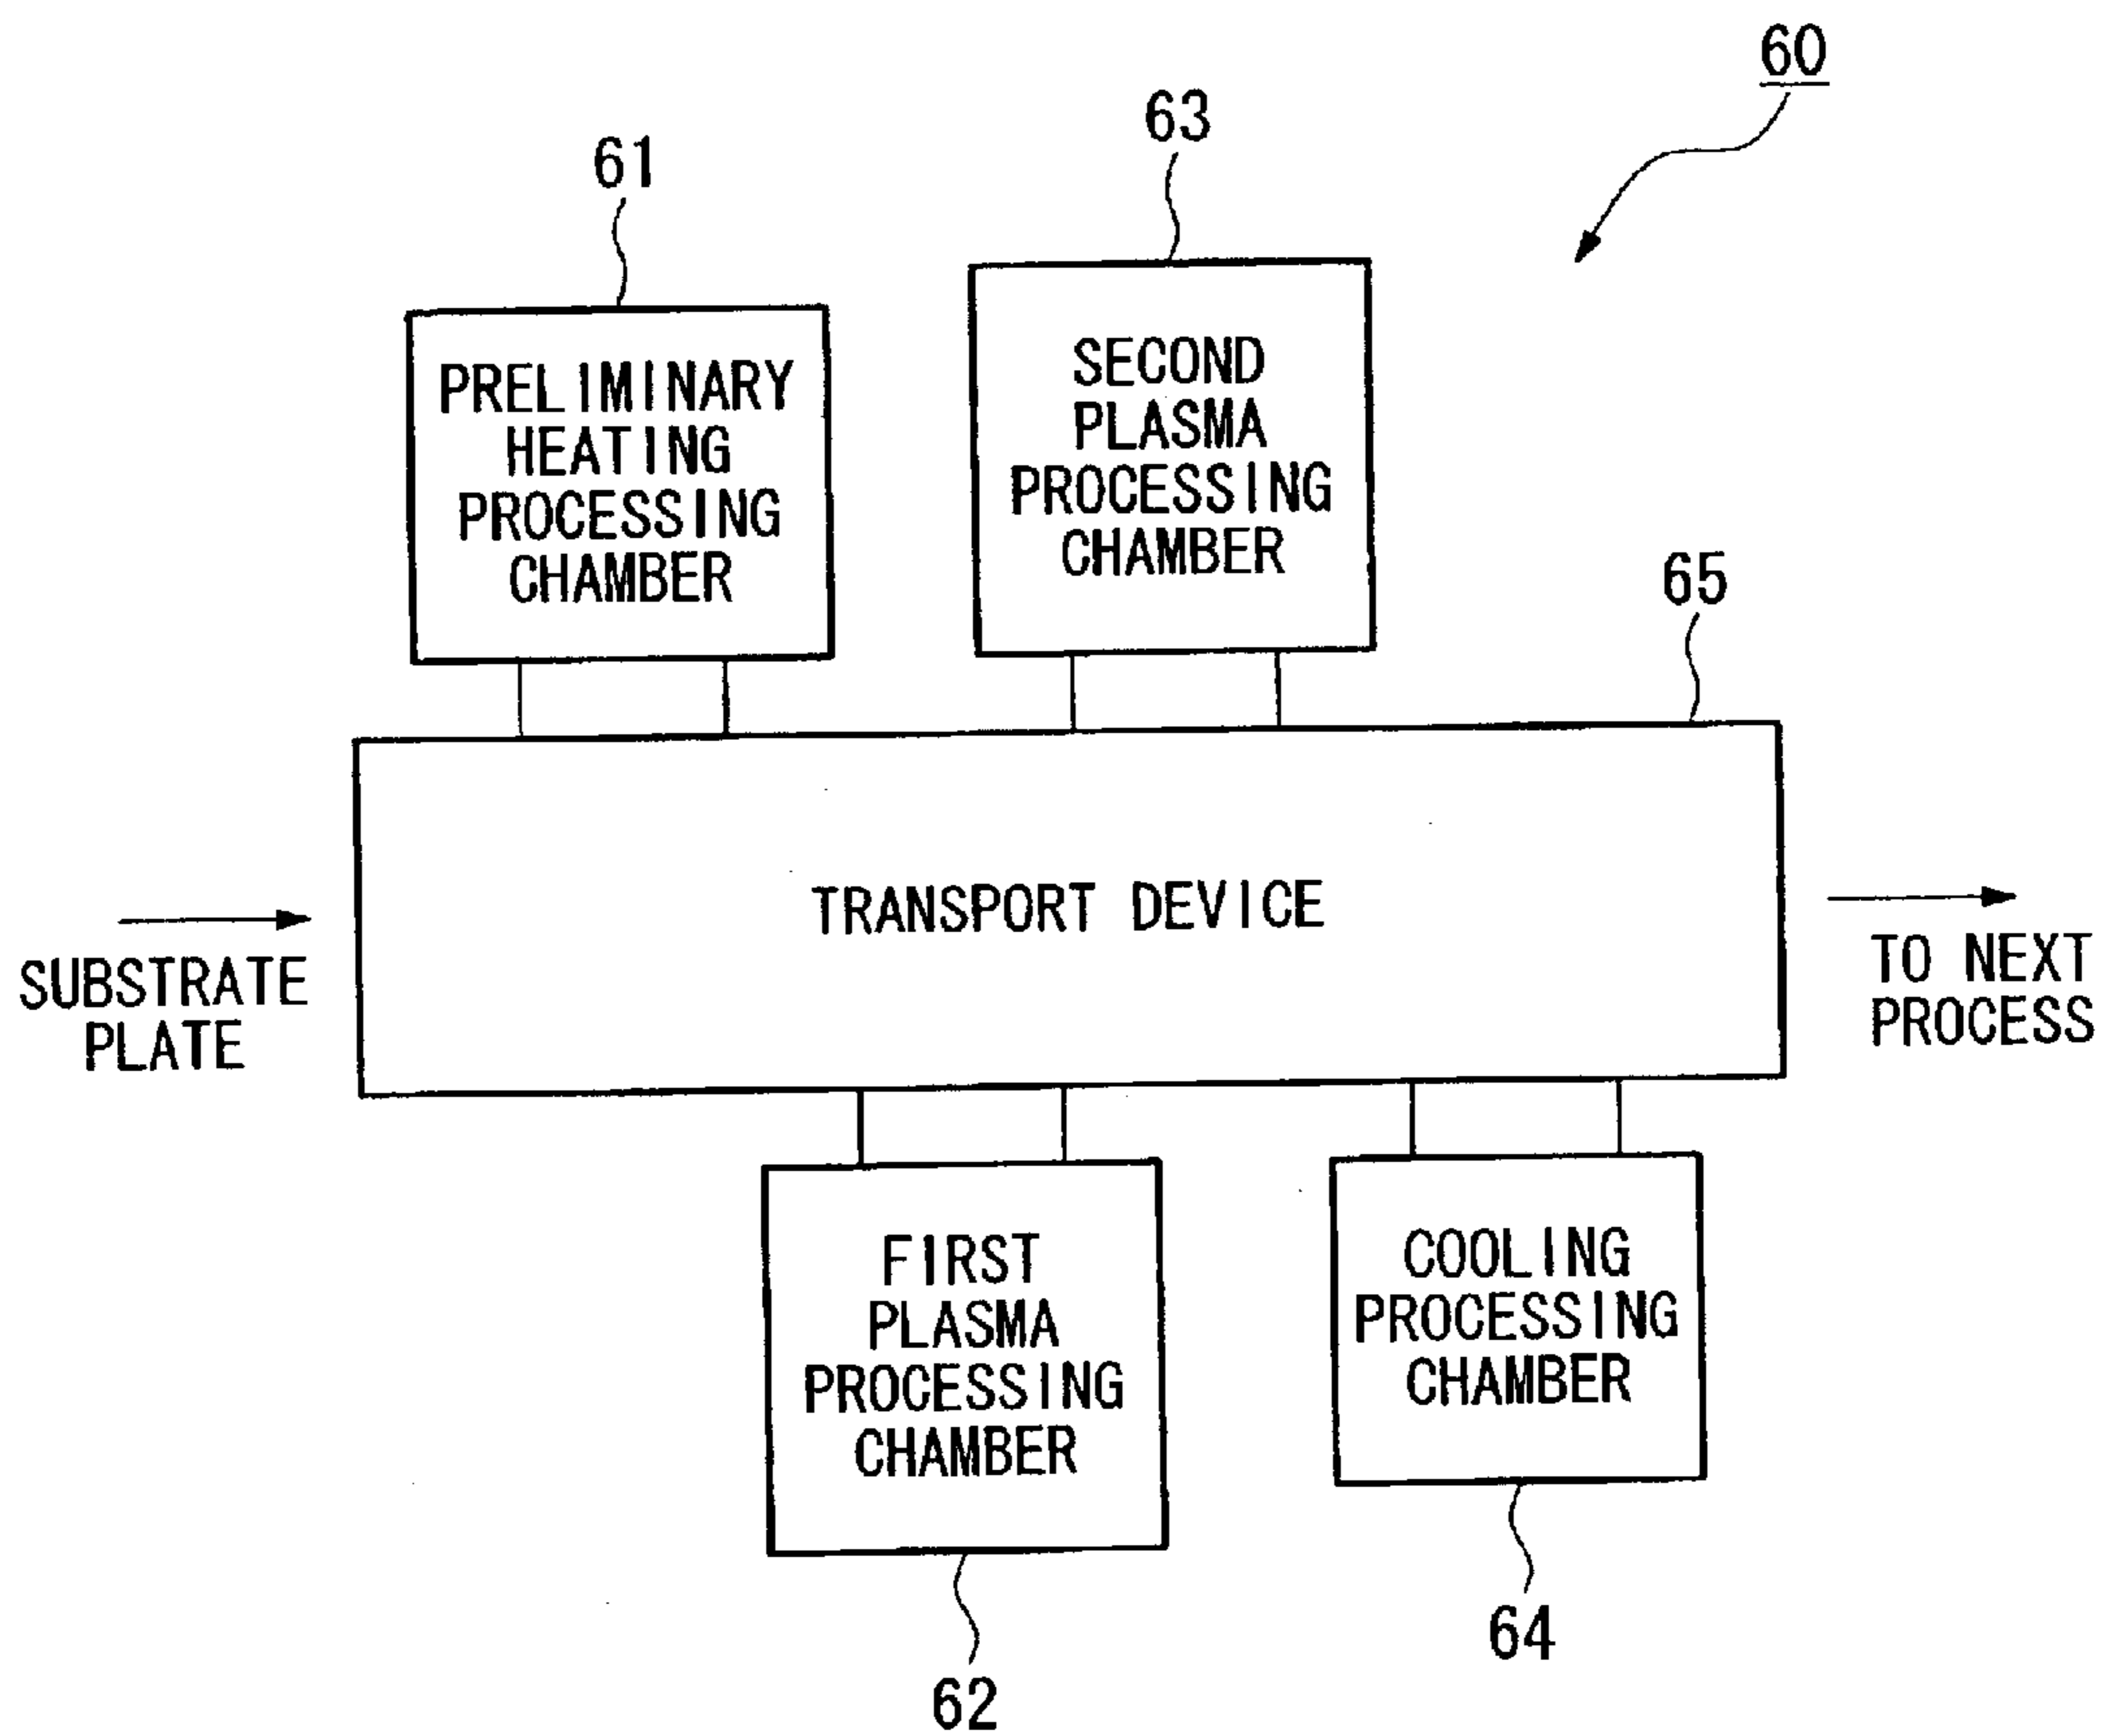 60
63
61
PRELIMINARY
HEATING
PROCESSING
CHAMBER
SECOND
PLASMA
PROCESSING
CHAMBER
65
TRANSPORT DEVICE
SUBSTRATE
PLATE
TO NEXT
PROCESS
FIRST
PLASMA
PROCESSING
CHAMBER
COOLING
PROCESSING
CHAMBER
64
62